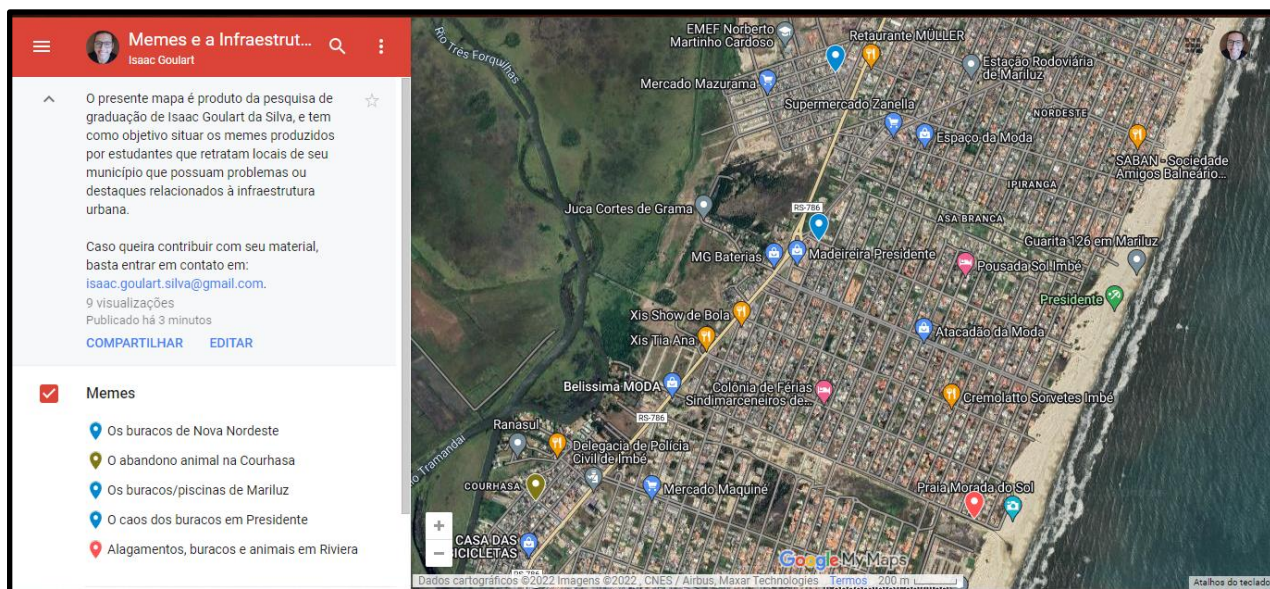 Memes e a Infraestrut...
Isaac Goulart
O presente mapa é produto da pesquisa de
graduação de Isaac Goulart da Silva, e tem
como objetivo situar os memes produzidos
por estudantes que retratam locais de seu
município que possuam problemas ou
destaques relacionados à infraestrutura
urbana.
Caso queira contribuir com seu material,
basta entrar em contato em:
isaac.goulart.silva@gmail.com.
9 visualizações
Publicado há 3 minutos
COMPARTILHAR EDITAR
Memes
Os buracos de Nova Nordeste
O abandono animal na Courhasa
Os buracos/piscinas de Mariluz
O caos dos buracos em Presidente
Alagamentos, buracos e animais em Riviera
Rio Três Forquilhas
EMEF Norberto
Martinho Cardoso
Retaurante MÜLLER
Estação Rodoviária
de Mariluz
Mercado Mazurama
Supermercado Zanella
NORDESTE
Espaço da Moda
SABAN - Sociedade
Amigos Balneário...
IPIRANGA
Juca Cortes de Grama
RS-786
ASA BRANCA
Guarita 126 em Mariluz
MG Baterias
Madeireira Presidente
Pousada Sol Imbé
Presidente
Xis Show de Bola
Atacadão da Moda
Xis Tia Ana
Belissima MODA
Colônia de Férias
Sindimarceneiros de...
Cremolatto Sorvetes Imbé
RS-786
Ranasul
Rio Tramandaí
Delegacia de Polícia
Civil de Imbé
COURHASA
Mercado Maquiné
Praia Morada do Sol
CASA DAS
BICICLETAS
RS-786
Google My Maps
Dados cartográficos ©2022 Imagens ©2022 , CNES / Airbus, Maxar Technologies Termos 200 m
Atalhos do teclado